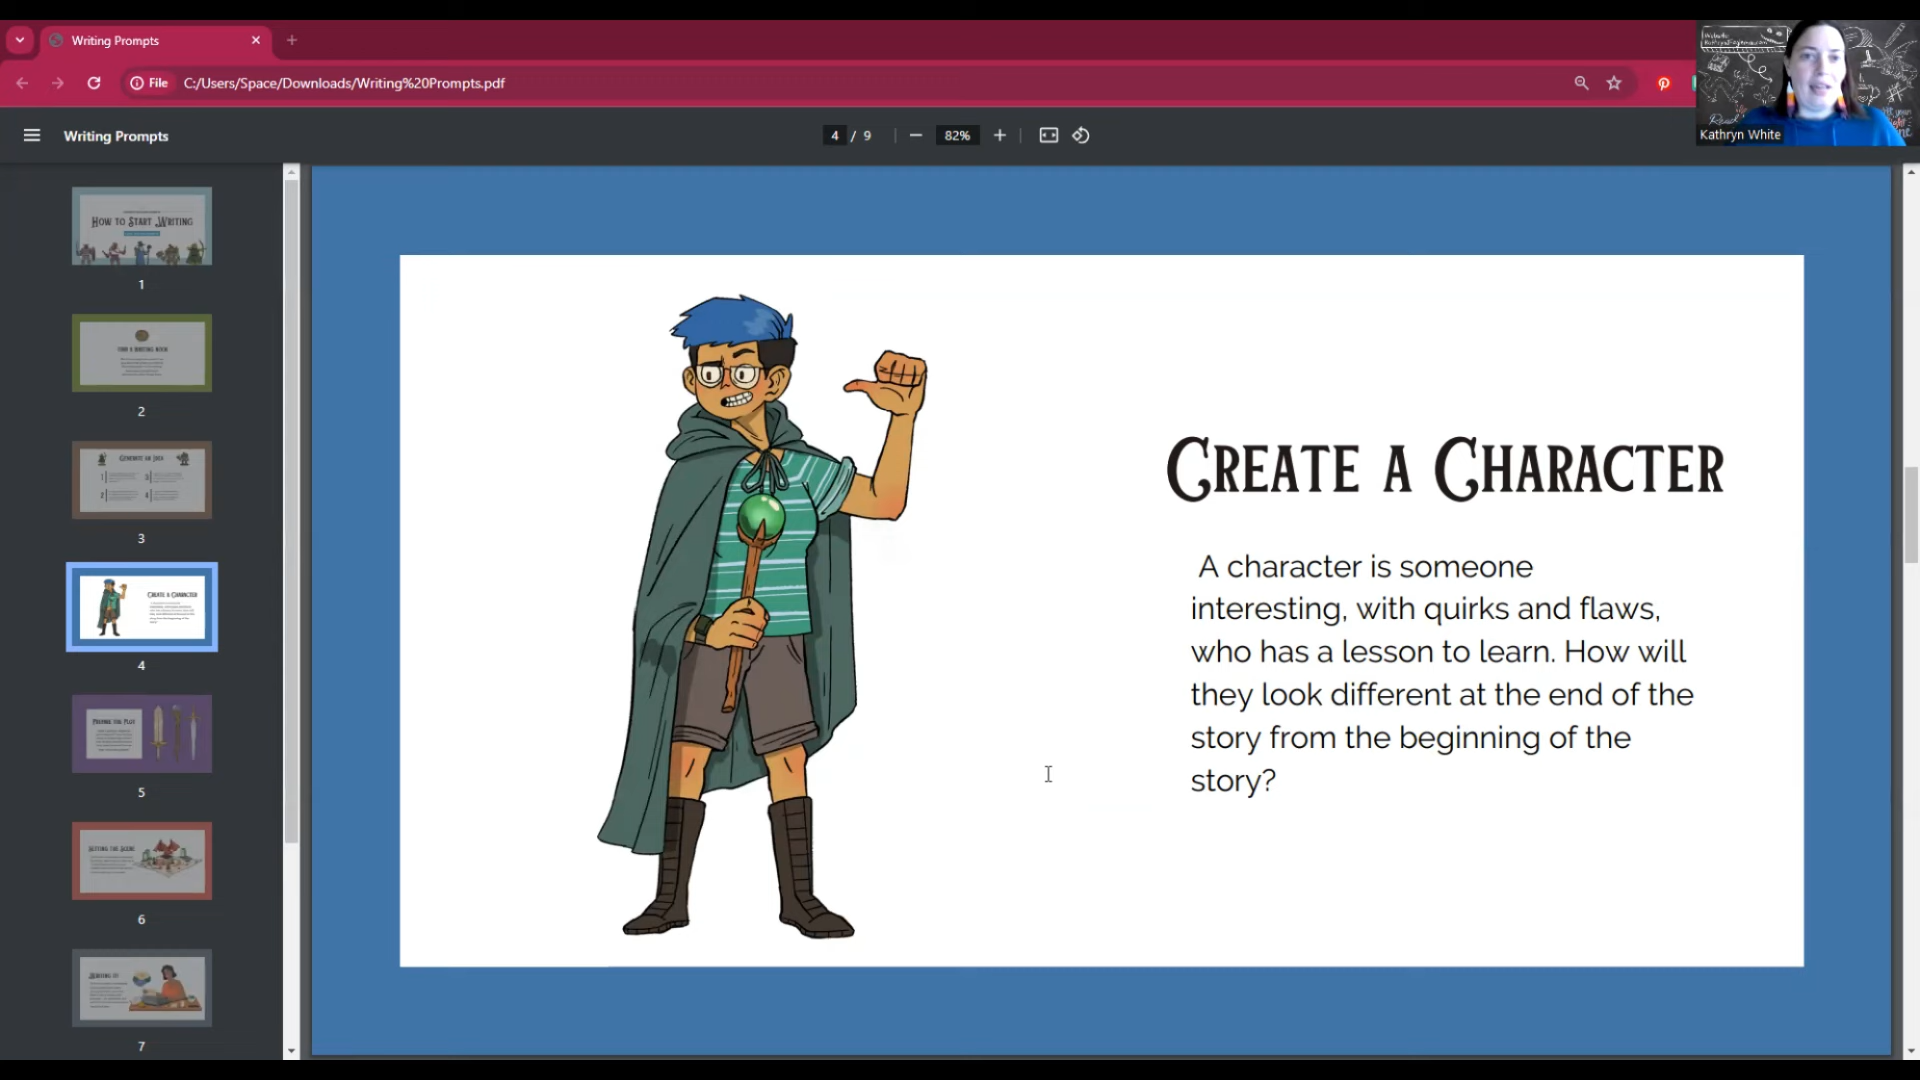 Writing Prompts
File
C:/Users/Space/Downloads/Writing%20Prompts.pdf
Writing Prompts
4 / 9
82%
Kathryn White
How to Start Writing
1
2
Generate an Idea
3
Create a Character
4
Prepare the Plot
5
Setting the Scene
6
Writing It
7
Create a Character
A character is someone
interesting, with quirks and flaws,
who has a lesson to learn. How will
they look different at the end of the
story from the beginning of the
story?